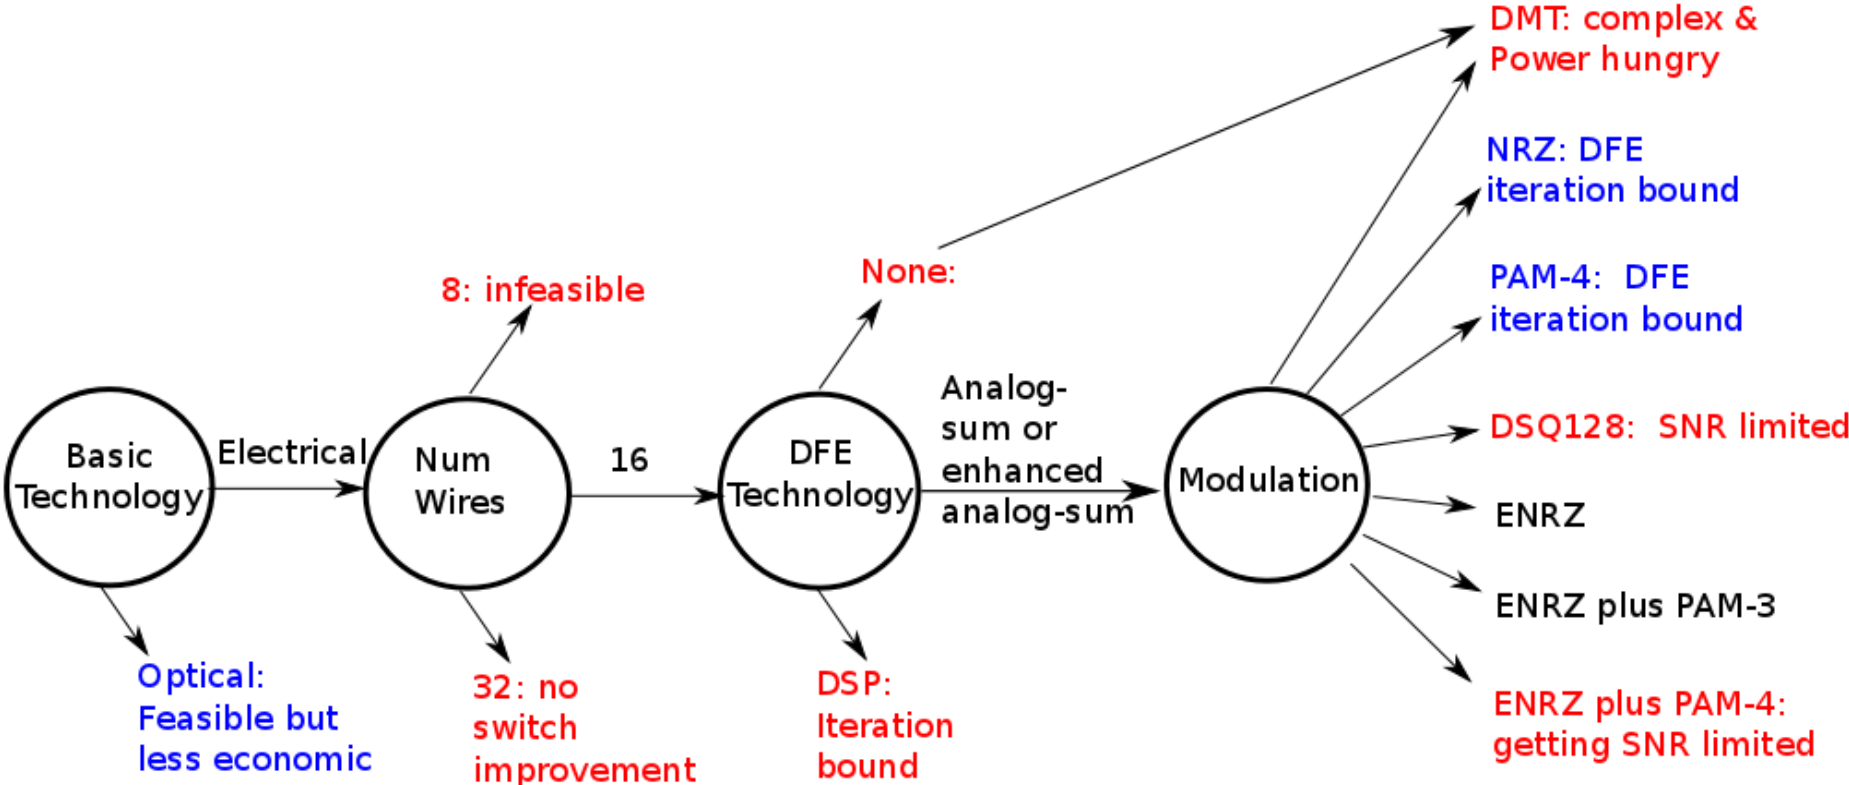 DMT: complex &
Power hungry
NRZ: DFE
iteration bound
None:
8: infeasible
PAM-4:  DFE
iteration bound
Analog-
sum or
enhanced
analog-sum
Basic
Technology
Electrical
Num
Wires
16
DFE
Technology
Modulation
DSQ128:  SNR limited
ENRZ
ENRZ plus PAM-3
ENRZ plus PAM-4:
getting SNR limited
Optical:
Feasible but
less economic
32: no
switch
improvement
DSP:
Iteration
bound